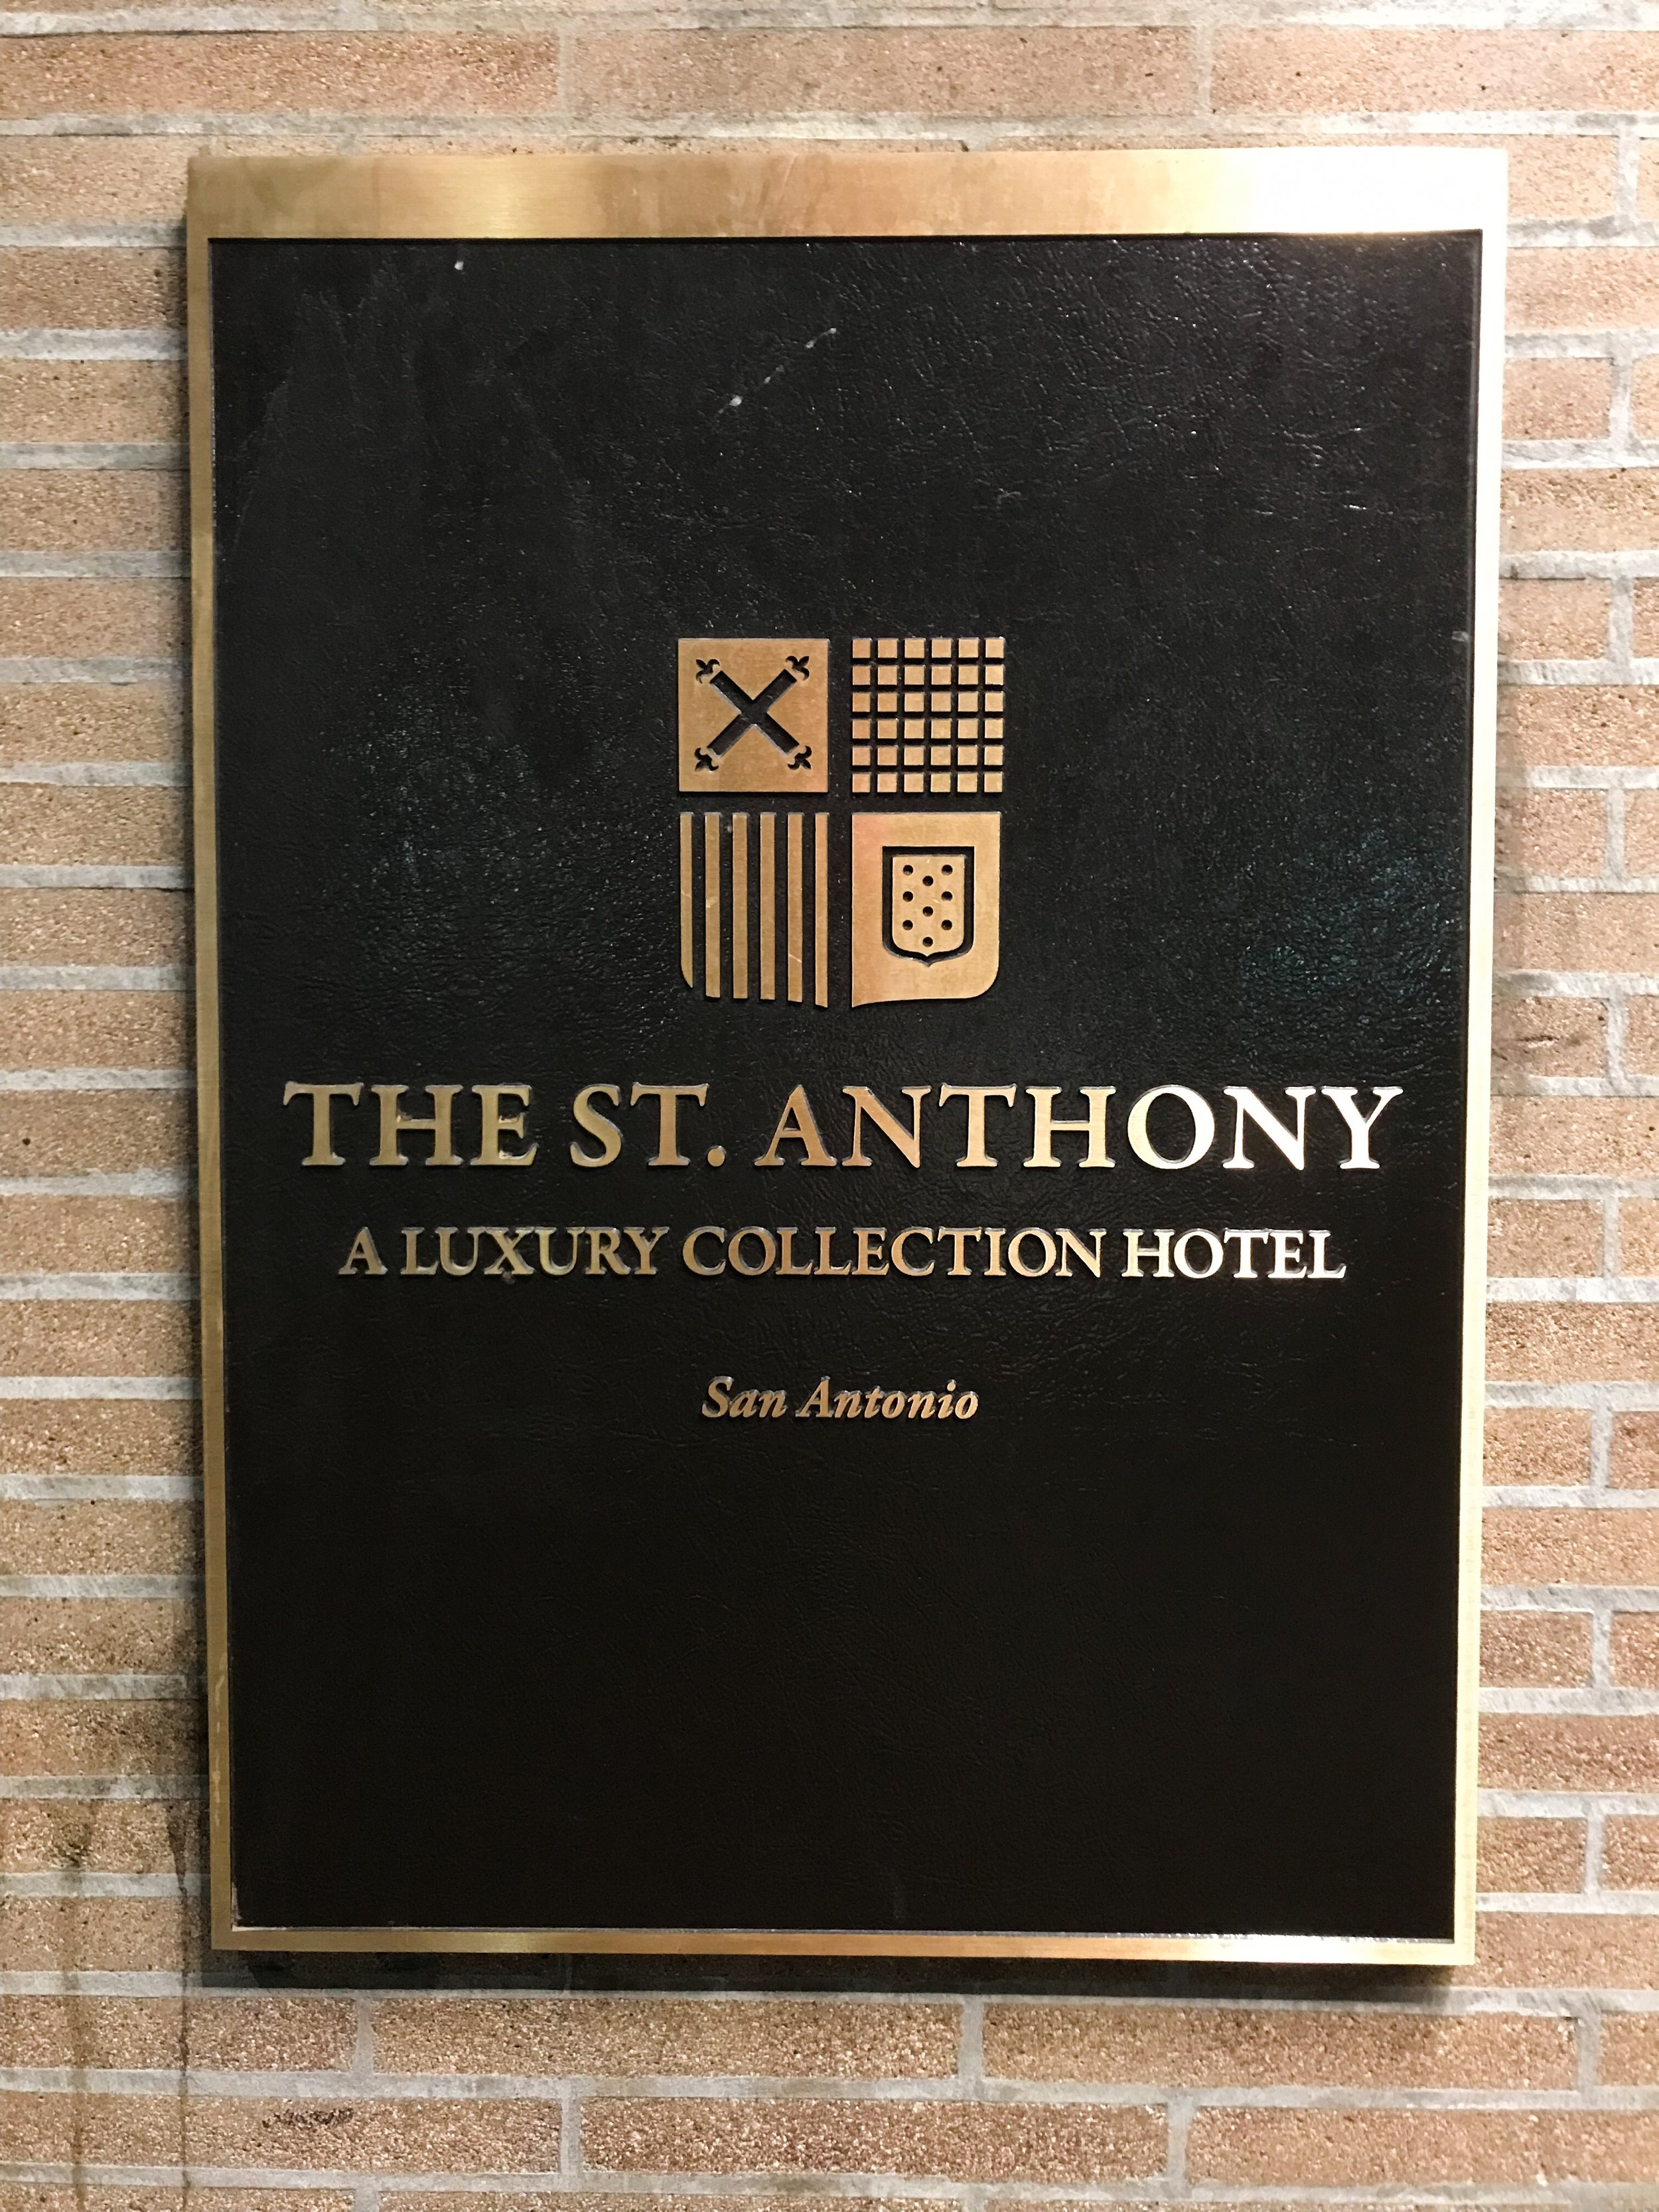 THE ST. ANTHONY
A LUXURY COLLECTION HOTEL
San Antonio